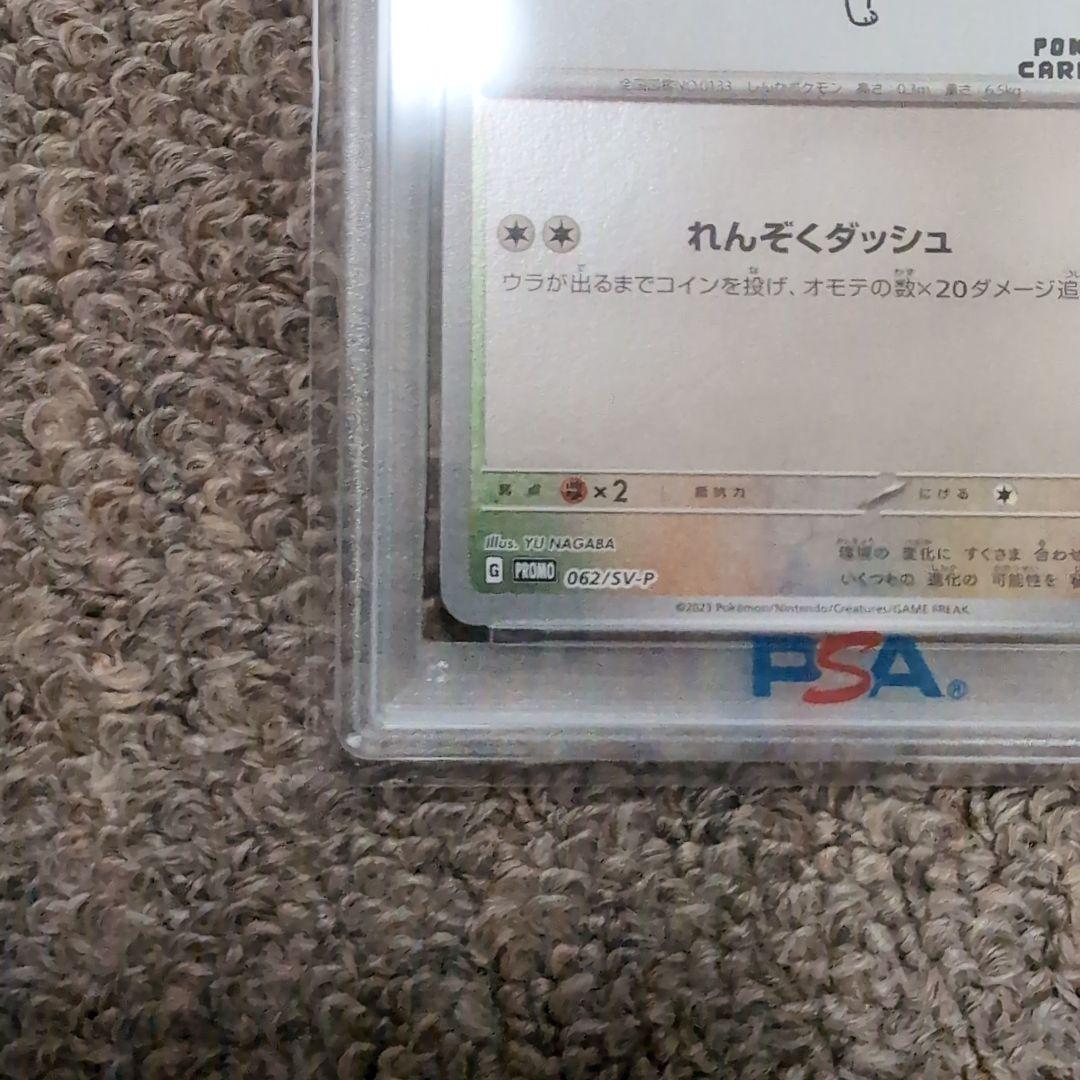 POK
CARD
全国図鑑NO.0133 しんかポケモン 高さ 0.3m 重さ 6.5kg
れんぞくダッシュ
ウラが出るまでコインを投げ、オモテの数×20ダメージ追
弱点 ×2 抵抗力 にげる
Illus. YU NAGABA
G PROMO 062/SV-P
環境の 変化に すぐさま 合わせ
いくつもの 進化の 可能性を
©2023 Pokémon/Nintendo/Creatures/GAME FREAK
PSA®